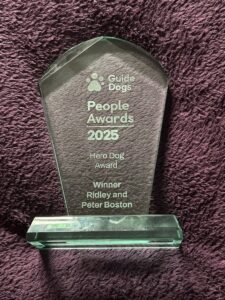 Guide
Dogs
People
Awards
2025
Hero Dog
Award
Winner
Ridley and
Peter Boston